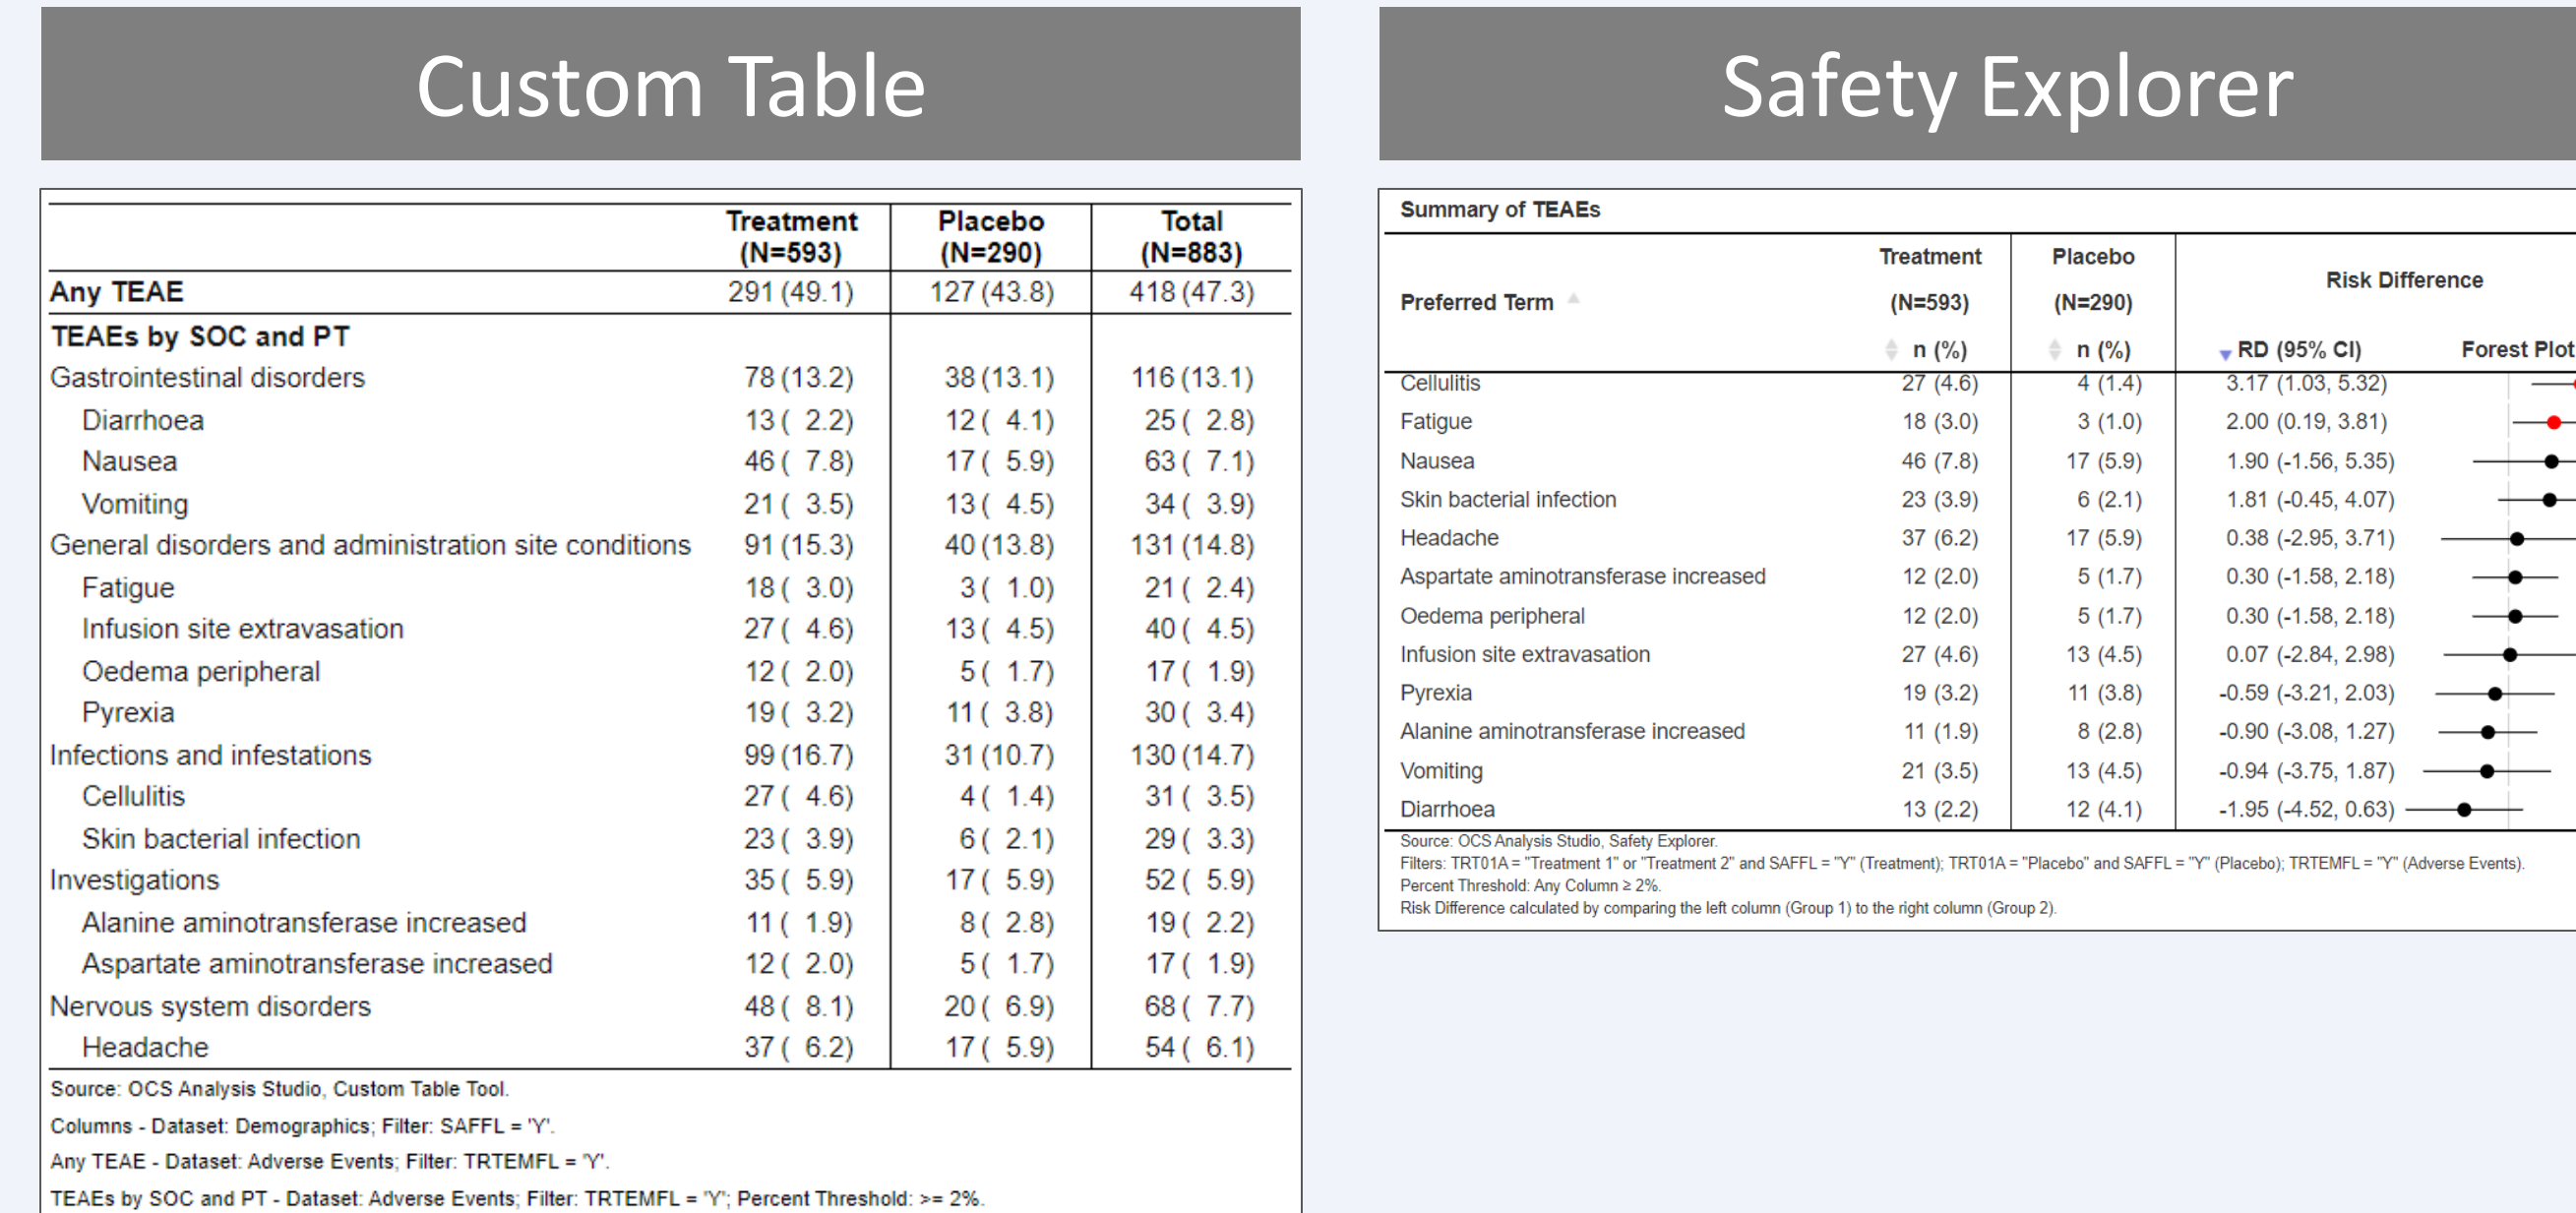 Custom Table
Treatment Placebo Total
(N=593) (N=290) (N=883)
Any TEAE 291 (49.1) 127 (43.8) 418 (47.3)
TEAEs by SOC and PT
Gastrointestinal disorders 78 (13.2) 38 (13.1) 116 (13.1)
Diarrhoea 13 ( 2.2) 12 ( 4.1) 25 ( 2.8)
Nausea 46 ( 7.8) 17 ( 5.9) 63 ( 7.1)
Vomiting 21 ( 3.5) 13 ( 4.5) 34 ( 3.9)
General disorders and administration site conditions 91 (15.3) 40 (13.8) 131 (14.8)
Fatigue 18 ( 3.0) 3 ( 1.0) 21 ( 2.4)
Infusion site extravasation 27 ( 4.6) 13 ( 4.5) 40 ( 4.5)
Oedema peripheral 12 ( 2.0) 5 ( 1.7) 17 ( 1.9)
Pyrexia 19 ( 3.2) 11 ( 3.8) 30 ( 3.4)
Infections and infestations 99 (16.7) 31 (10.7) 130 (14.7)
Cellulitis 27 ( 4.6) 4 ( 1.4) 31 ( 3.5)
Skin bacterial infection 23 ( 3.9) 6 ( 2.1) 29 ( 3.3)
Investigations 35 ( 5.9) 17 ( 5.9) 52 ( 5.9)
Alanine aminotransferase increased 11 ( 1.9) 8 ( 2.8) 19 ( 2.2)
Aspartate aminotransferase increased 12 ( 2.0) 5 ( 1.7) 17 ( 1.9)
Nervous system disorders 48 ( 8.1) 20 ( 6.9) 68 ( 7.7)
Headache 37 ( 6.2) 17 ( 5.9) 54 ( 6.1)
Source: OCS Analysis Studio, Custom Table Tool.
Columns - Dataset: Demographics; Filter: SAFFL = 'Y'.
Any TEAE - Dataset: Adverse Events; Filter: TRTEMFL = 'Y'.
TEAEs by SOC and PT - Dataset: Adverse Events; Filter: TRTEMFL = 'Y'; Percent Threshold: >= 2%.
Safety Explorer
Summary of TEAEs
Treatment Placebo
Risk Difference
Preferred Term (N=593) (N=290)
n (%) n (%) RD (95% CI) Forest Plot
Cellulitis 27 (4.6) 4 (1.4) 3.17 (1.03, 5.32)
Fatigue 18 (3.0) 3 (1.0) 2.00 (0.19, 3.81)
Nausea 46 (7.8) 17 (5.9) 1.90 (-1.56, 5.35)
Skin bacterial infection 23 (3.9) 6 (2.1) 1.81 (-0.45, 4.07)
Headache 37 (6.2) 17 (5.9) 0.38 (-2.95, 3.71)
Aspartate aminotransferase increased 12 (2.0) 5 (1.7) 0.30 (-1.58, 2.18)
Oedema peripheral 12 (2.0) 5 (1.7) 0.30 (-1.58, 2.18)
Infusion site extravasation 27 (4.6) 13 (4.5) 0.07 (-2.84, 2.98)
Pyrexia 19 (3.2) 11 (3.8) -0.59 (-3.21, 2.03)
Alanine aminotransferase increased 11 (1.9) 8 (2.8) -0.90 (-3.08, 1.27)
Vomiting 21 (3.5) 13 (4.5) -0.94 (-3.75, 1.87)
Diarrhoea 13 (2.2) 12 (4.1) -1.95 (-4.52, 0.63)
Source: OCS Analysis Studio, Safety Explorer.
Filters: TRT01A = "Treatment 1" or "Treatment 2" and SAFFL = "Y" (Treatment); TRT01A = "Placebo" and SAFFL = "Y" (Placebo); TRTEMFL = "Y" (Adverse Events).
Percent Threshold: Any Column ≥ 2%.
Risk Difference calculated by comparing the left column (Group 1) to the right column (Group 2).